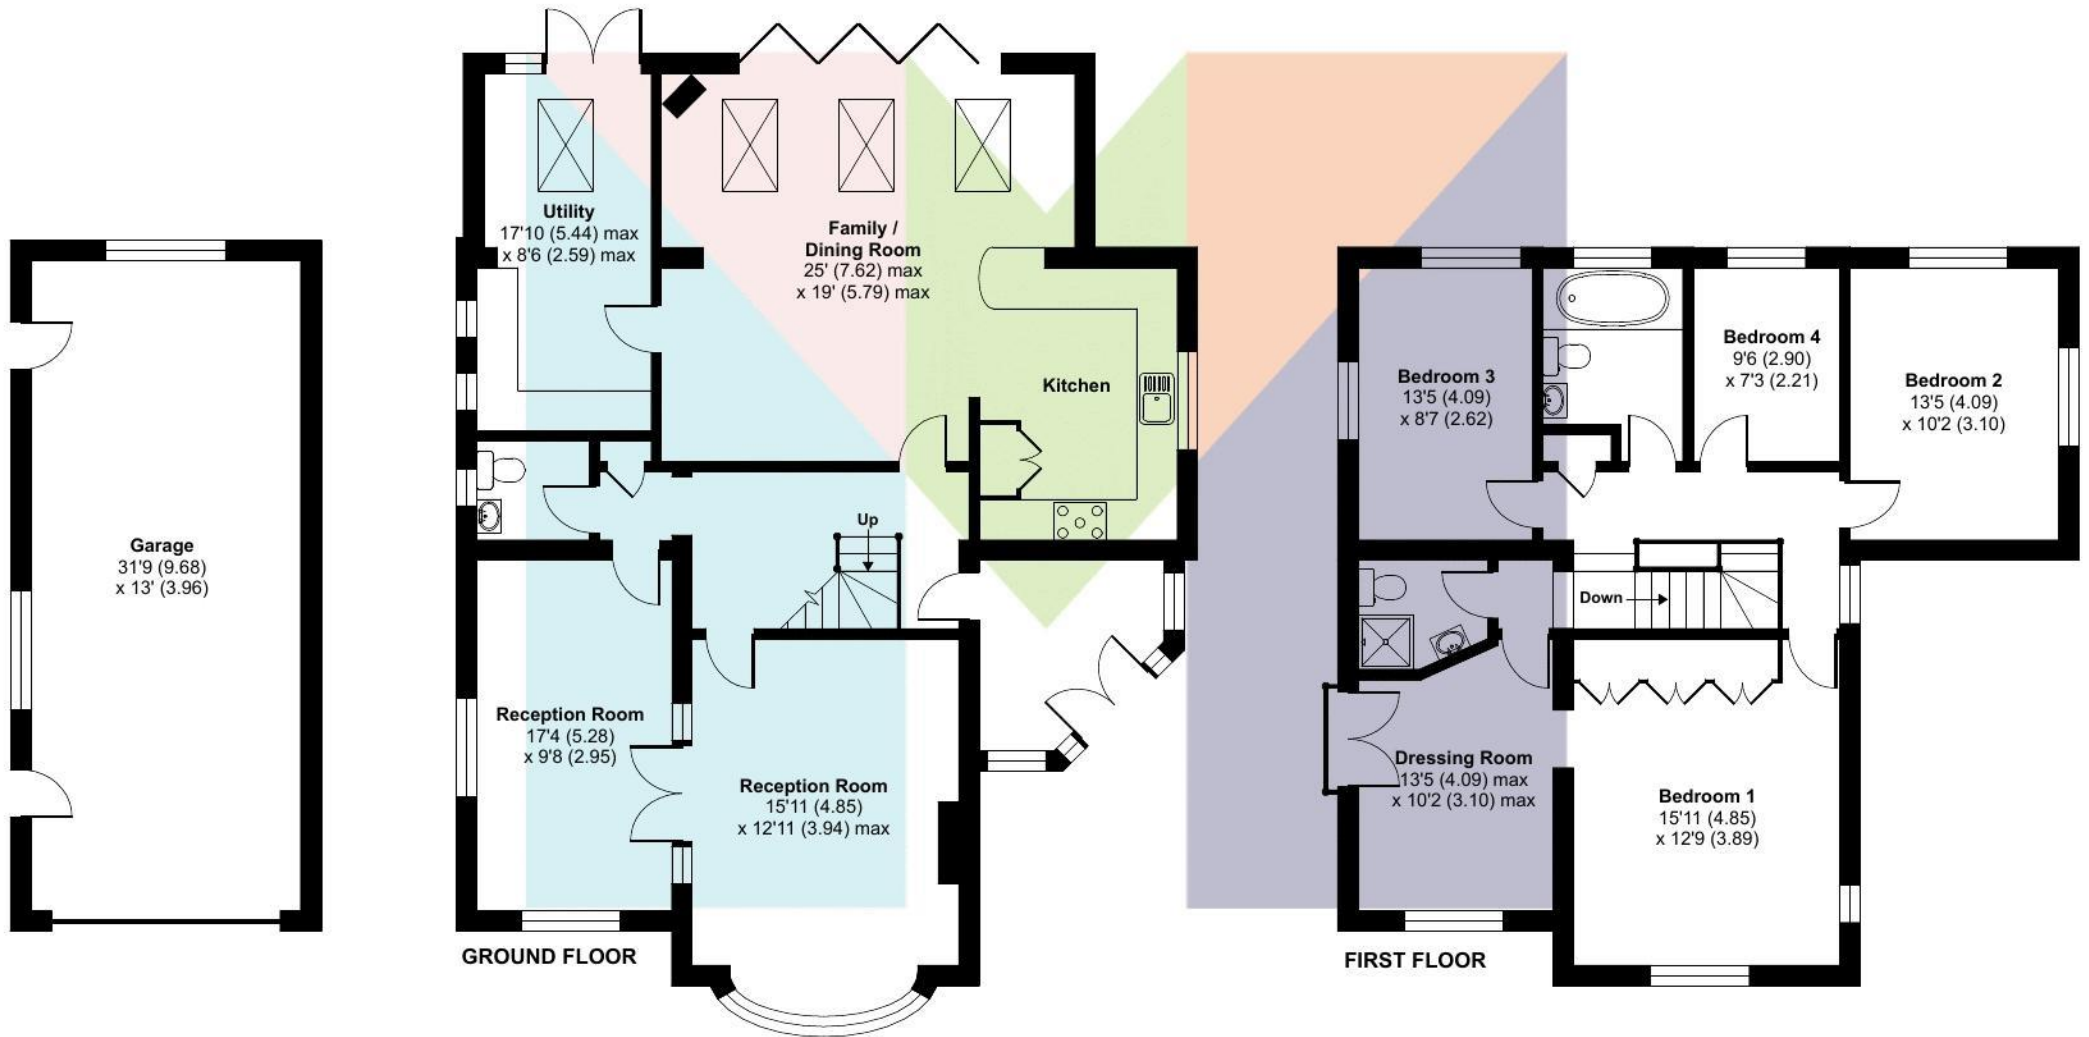 Utility
17'10 (5.44) max
x 8'6 (2.59) max
Family /
Dining Room
25' (7.62) max
x 19' (5.79) max
Kitchen
Up
Garage
31'9 (9.68)
x 13' (3.96)
Reception Room
17'4 (5.28)
x 9'8 (2.95)
Reception Room
15'11 (4.85)
x 12'11 (3.94) max
GROUND FLOOR
Bedroom 3
13'5 (4.09)
x 8'7 (2.62)
Bedroom 4
9'6 (2.90)
x 7'3 (2.21)
Bedroom 2
13'5 (4.09)
x 10'2 (3.10)
Down
Dressing Room
13'5 (4.09) max
x 10'2 (3.10) max
Bedroom 1
15'11 (4.85)
x 12'9 (3.89)
FIRST FLOOR